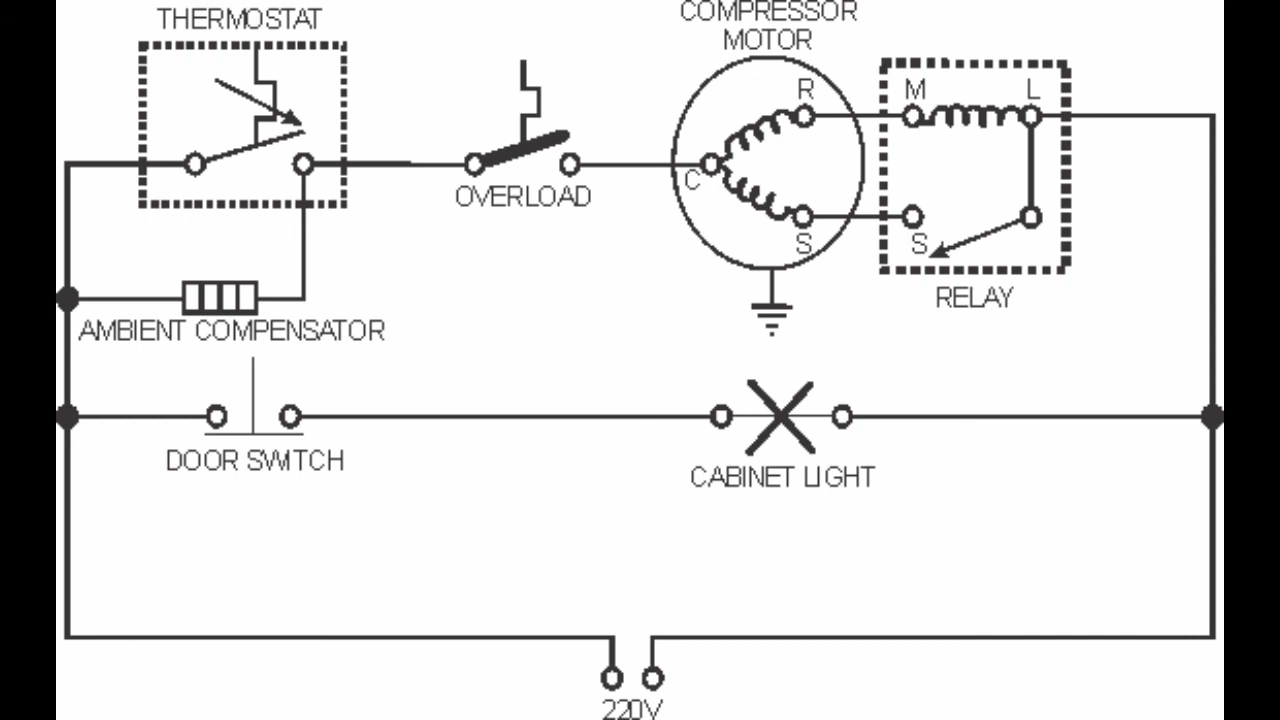 THERMOSTAT
COMPRESSOR
MOTOR
R
M
L
C
OVERLOAD
S
S
RELAY
AMBIENT COMPENSATOR
DOOR SWITCH
CABINET LIGHT
220V